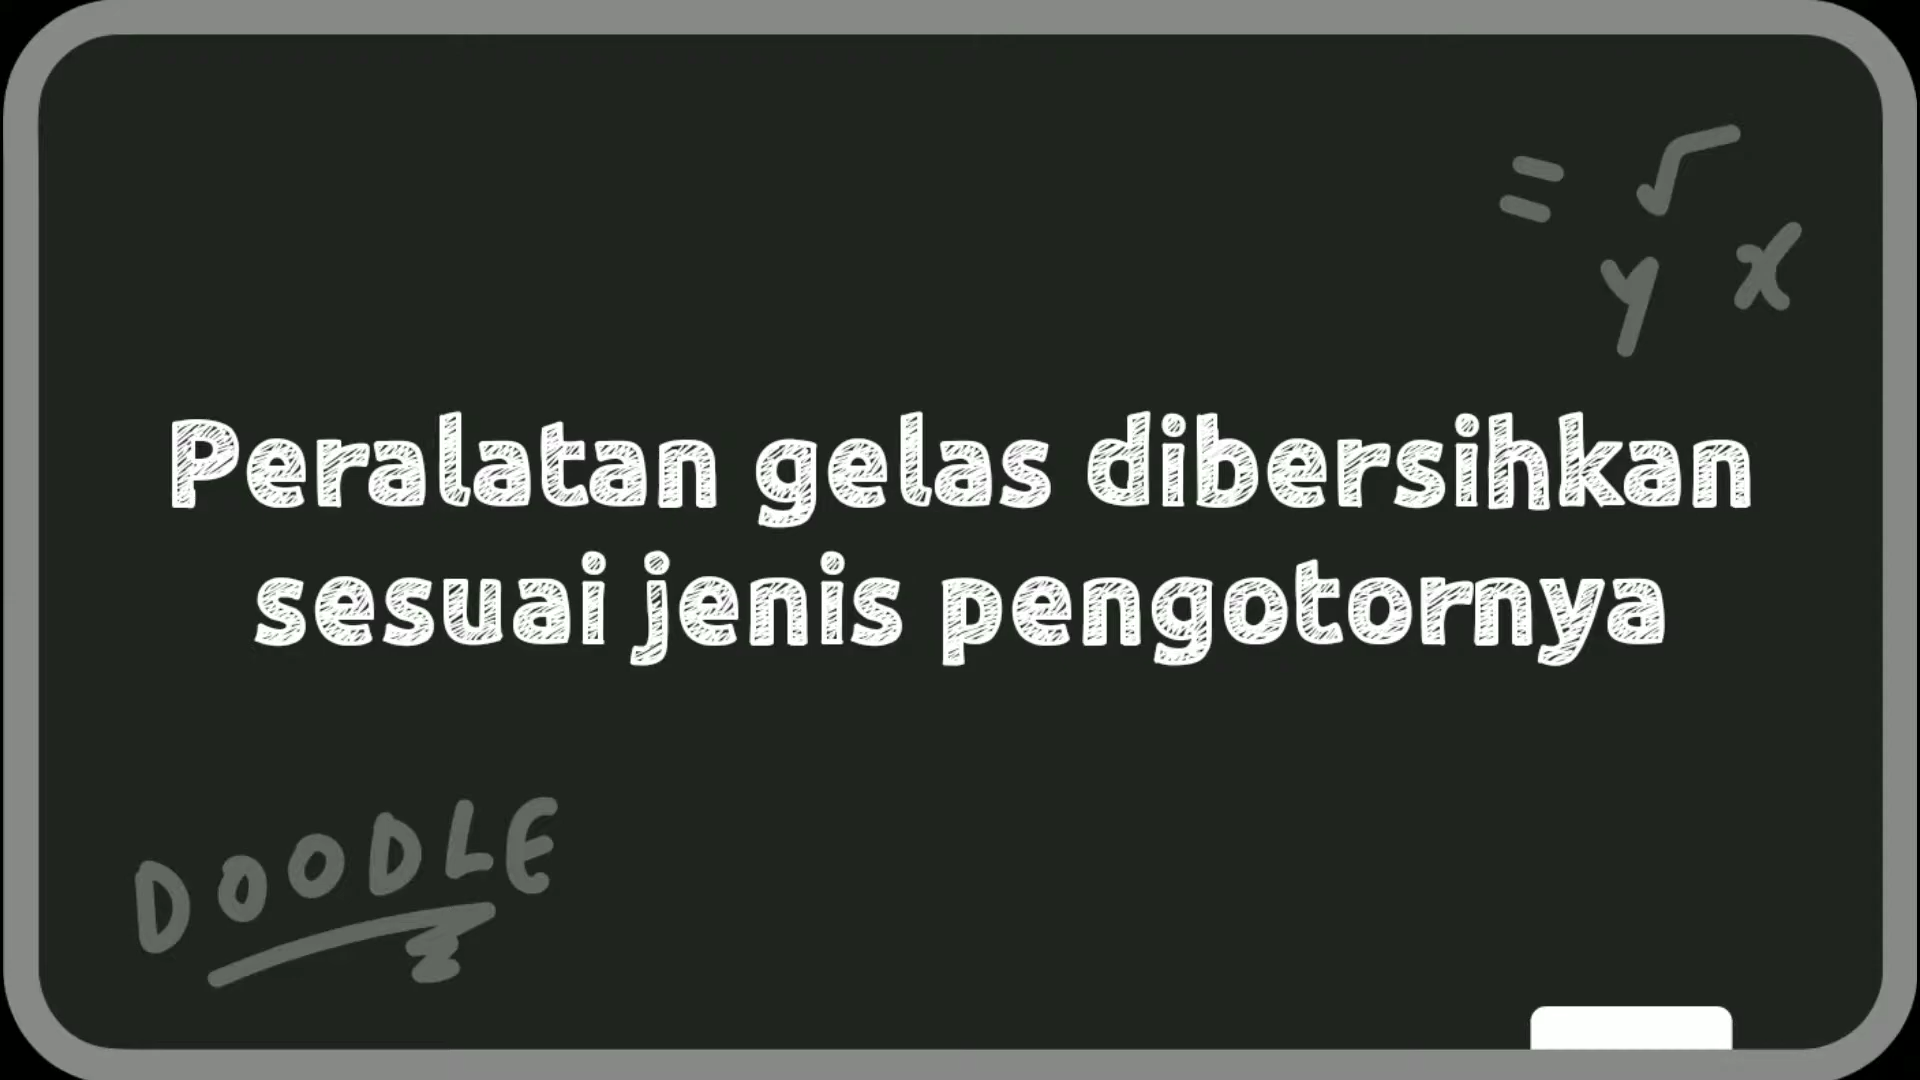 = √
y x
Peralatan gelas dibersihkan
sesuai jenis pengotornya
DOODLE